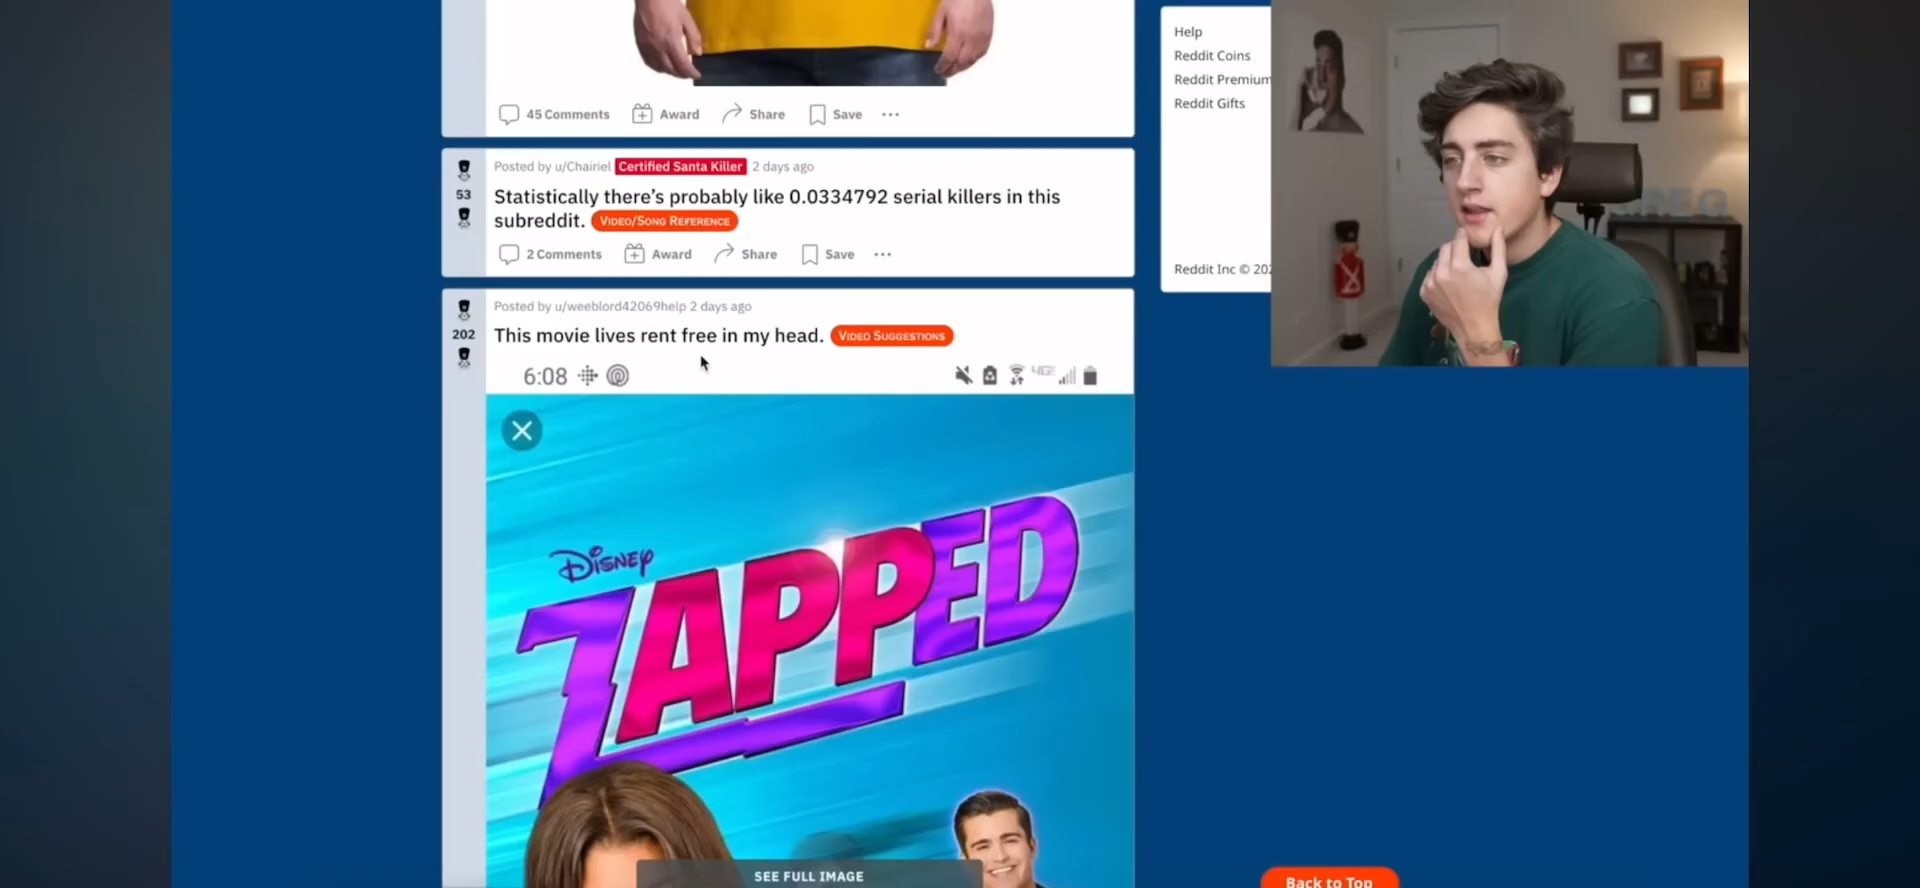 45 Comments Award Share Save
Help
Reddit Coins
Reddit Premium
Reddit Gifts
Reddit Inc © 202
53
Posted by u/Chairiel Certified Santa Killer 2 days ago
Statistically there's probably like 0.0334792 serial killers in this
subreddit. VIDEO/SONG REFERENCE
2 Comments Award Share Save
202
Posted by u/weeblord42069help 2 days ago
This movie lives rent free in my head. VIDEO SUGGESTIONS
6:08
DISNEY
ZAPPED
SEE FULL IMAGE
Back to Top